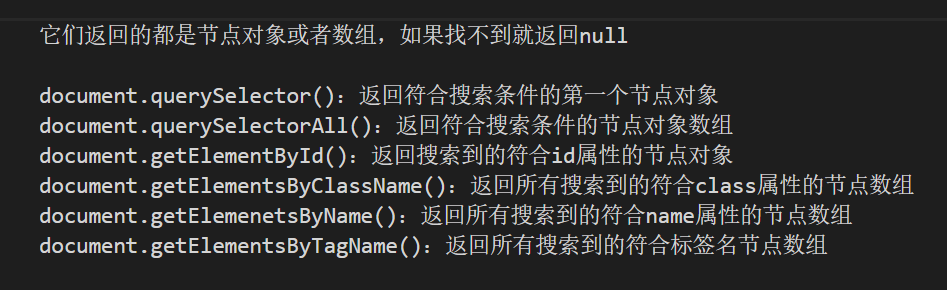 它们返回的都是节点对象或者数组，如果找不到就返回null
document.querySelector()：返回符合搜索条件的第一个节点对象
document.querySelectorAll()：返回符合搜索条件的节点对象数组
document.getElementById()：返回搜索到的符合id属性的节点对象
document.getElementsByClassName()：返回所有搜索到的符合class属性的节点数组
document.getElemenetsByName()：返回所有搜索到的符合name属性的节点数组
document.getElementsByTagName()：返回所有搜索到的符合标签名节点数组